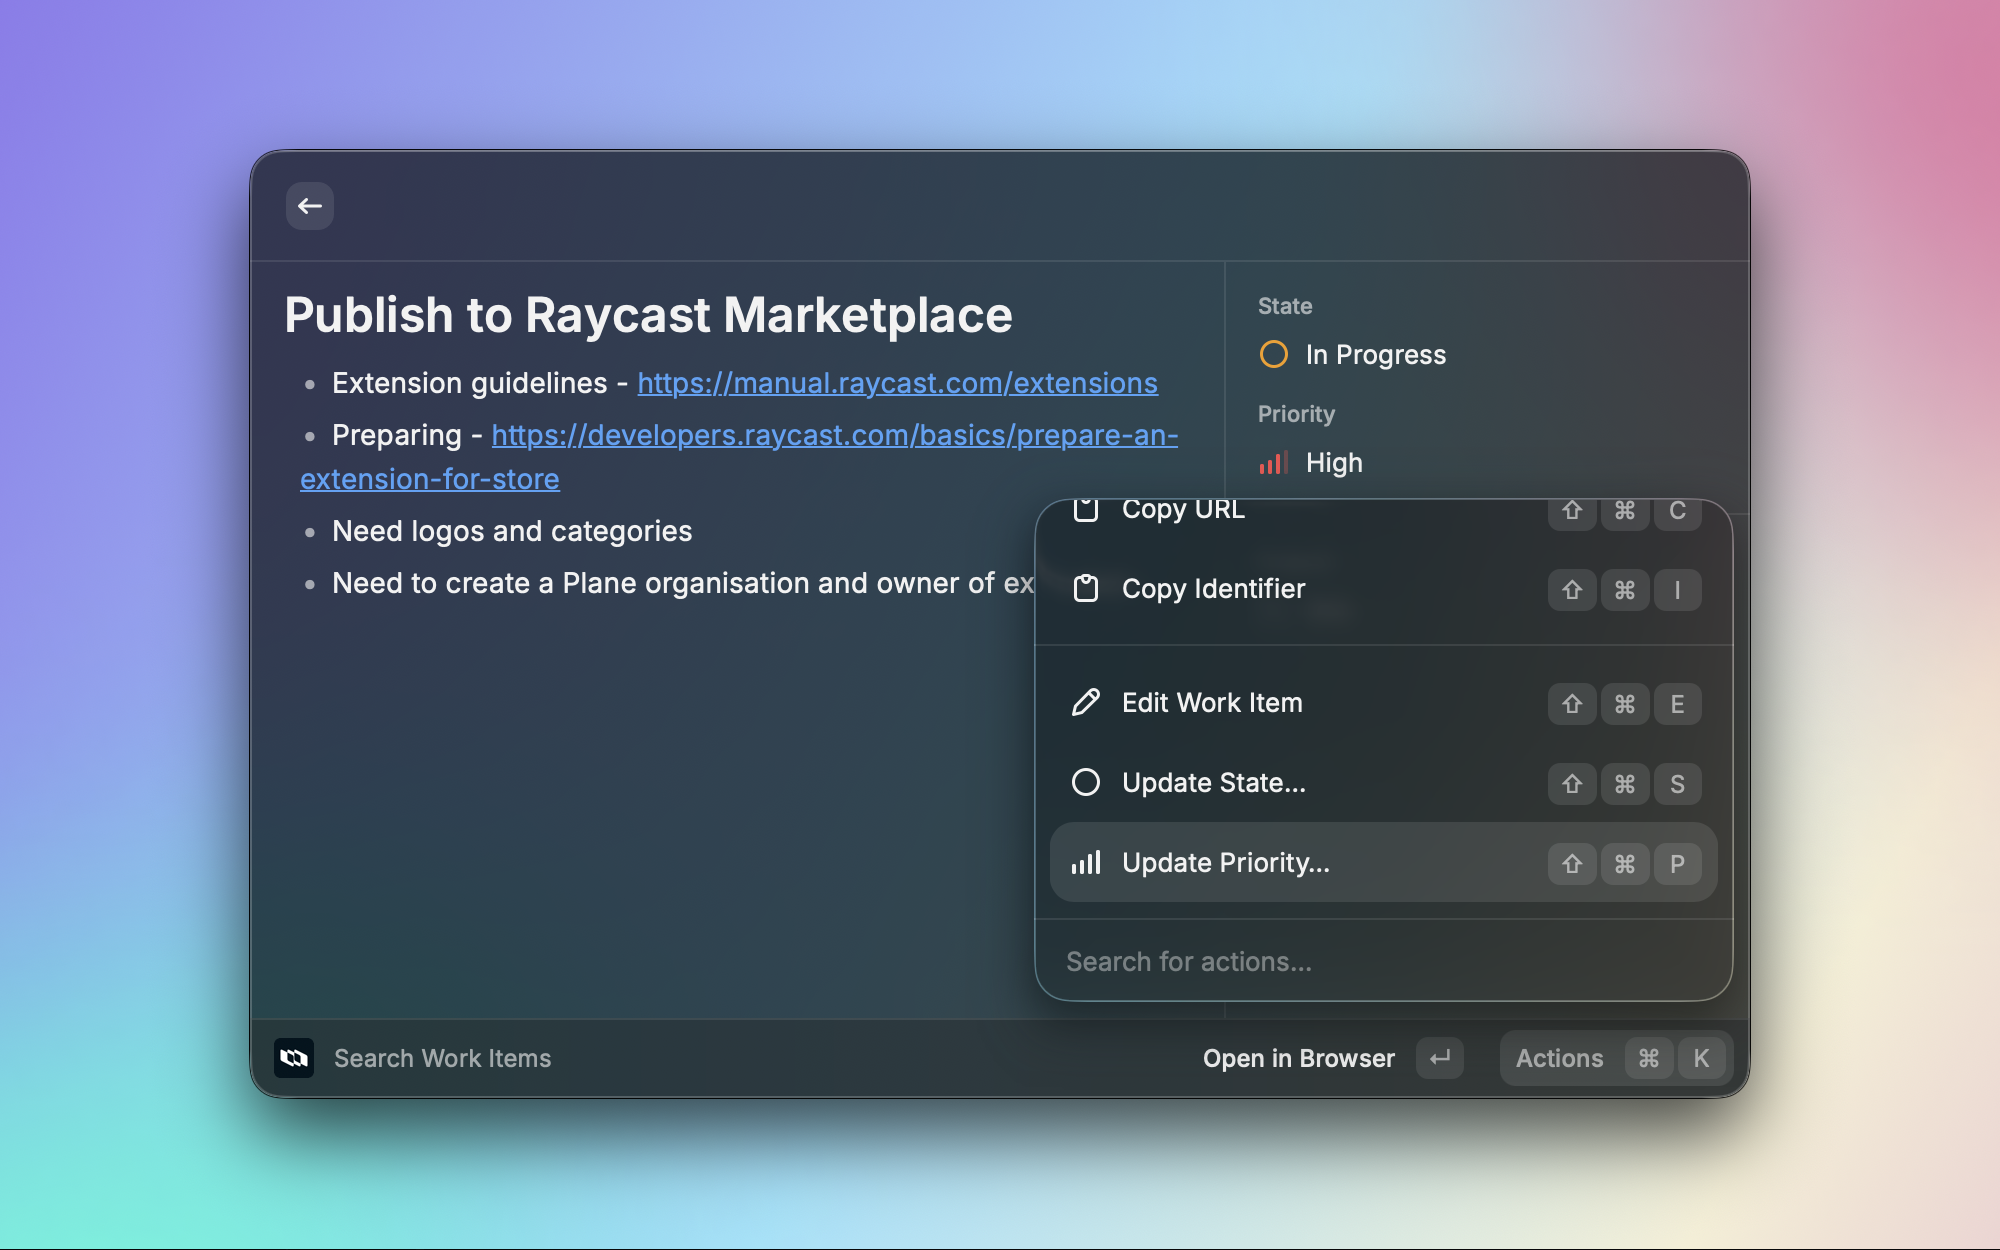 Publish to Raycast Marketplace
Extension guidelines - https://manual.raycast.com/extensions
Preparing - https://developers.raycast.com/basics/prepare-an-
extension-for-store
Need logos and categories
Need to create a Plane organisation and owner of ex
State
In Progress
Priority
High
Copy URL ⇧ ⌘ C
Copy Identifier ⇧ ⌘ I
Edit Work Item ⇧ ⌘ E
Update State... ⇧ ⌘ S
Update Priority... ⇧ ⌘ P
Search for actions...
Search Work Items
Open in Browser ↵
Actions ⌘ K